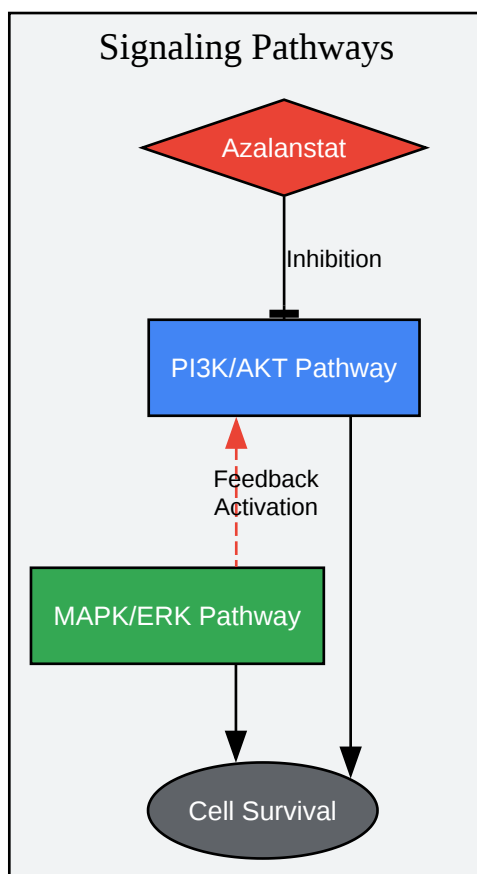 Signaling Pathways
Azalanstat
Inhibition
PI3K/AKT Pathway
Feedback
Activation
MAPK/ERK Pathway
Cell Survival